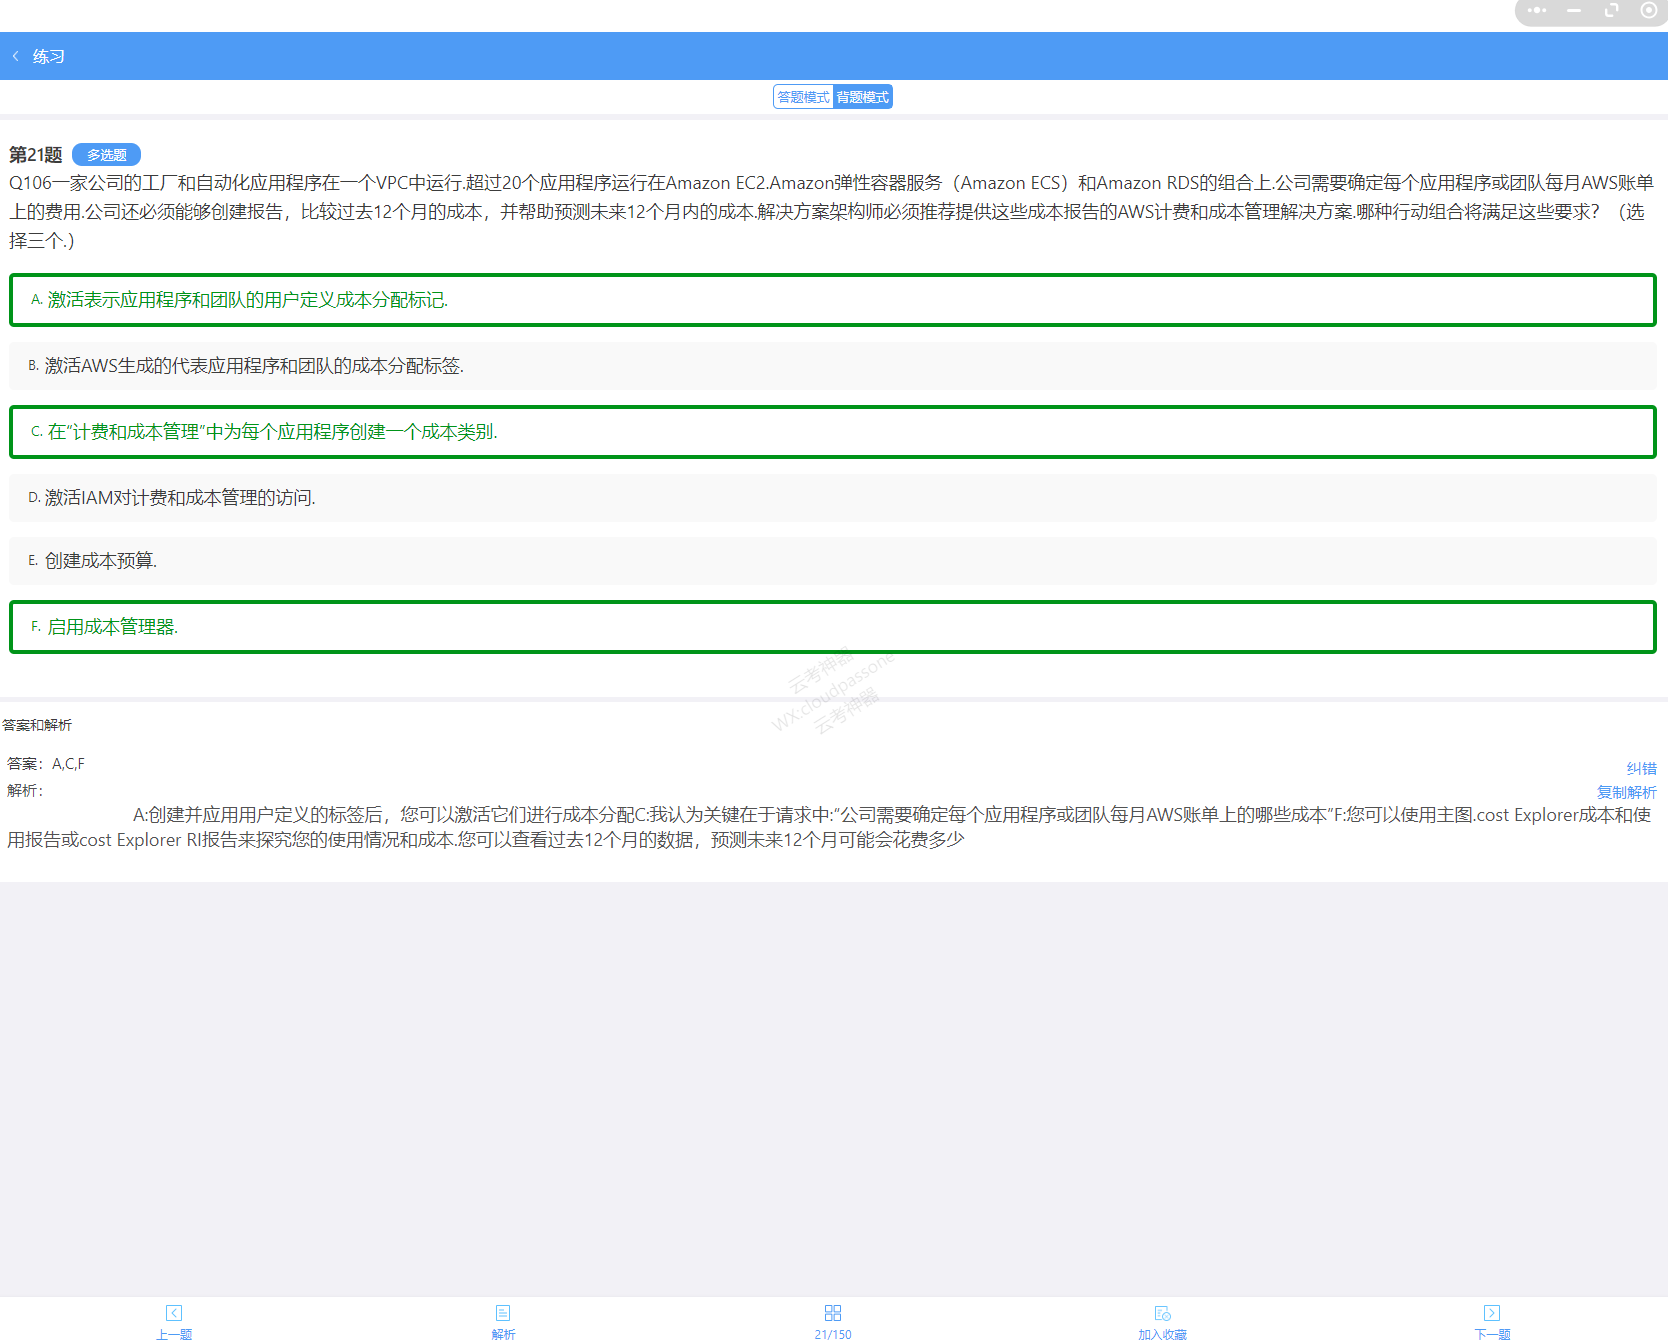 练习
答题模式 背题模式
第21题 多选题
Q106一家公司的工厂和自动化应用程序在一个VPC中运行.超过20个应用程序运行在Amazon EC2.Amazon弹性容器服务（Amazon ECS）和Amazon RDS的组合上.公司需要确定每个应用程序或团队每月AWS账单
上的费用.公司还必须能够创建报告，比较过去12个月的成本，并帮助预测未来12个月内的成本.解决方案架构师必须推荐提供这些成本报告的AWS计费和成本管理解决方案.哪种行动组合将满足这些要求？（选
择三个.）
A. 激活表示应用程序和团队的用户定义成本分配标记.
B. 激活AWS生成的代表应用程序和团队的成本分配标签.
C. 在“计费和成本管理”中为每个应用程序创建一个成本类别.
D. 激活IAM对计费和成本管理的访问.
E. 创建成本预算.
F. 启用成本管理器.
云考神器
WX:cloudpassone
云考神器
答案和解析
答案：A,C,F
纠错
解析：
复制解析
A:创建并应用用户定义的标签后，您可以激活它们进行成本分配C:我认为关键在于请求中:“公司需要确定每个应用程序或团队每月AWS账单上的哪些成本”F:您可以使用主图.cost Explorer成本和使
用报告或cost Explorer RI报告来探究您的使用情况和成本.您可以查看过去12个月的数据，预测未来12个月可能会花费多少
上一题 解析 21/150 加入收藏 下一题